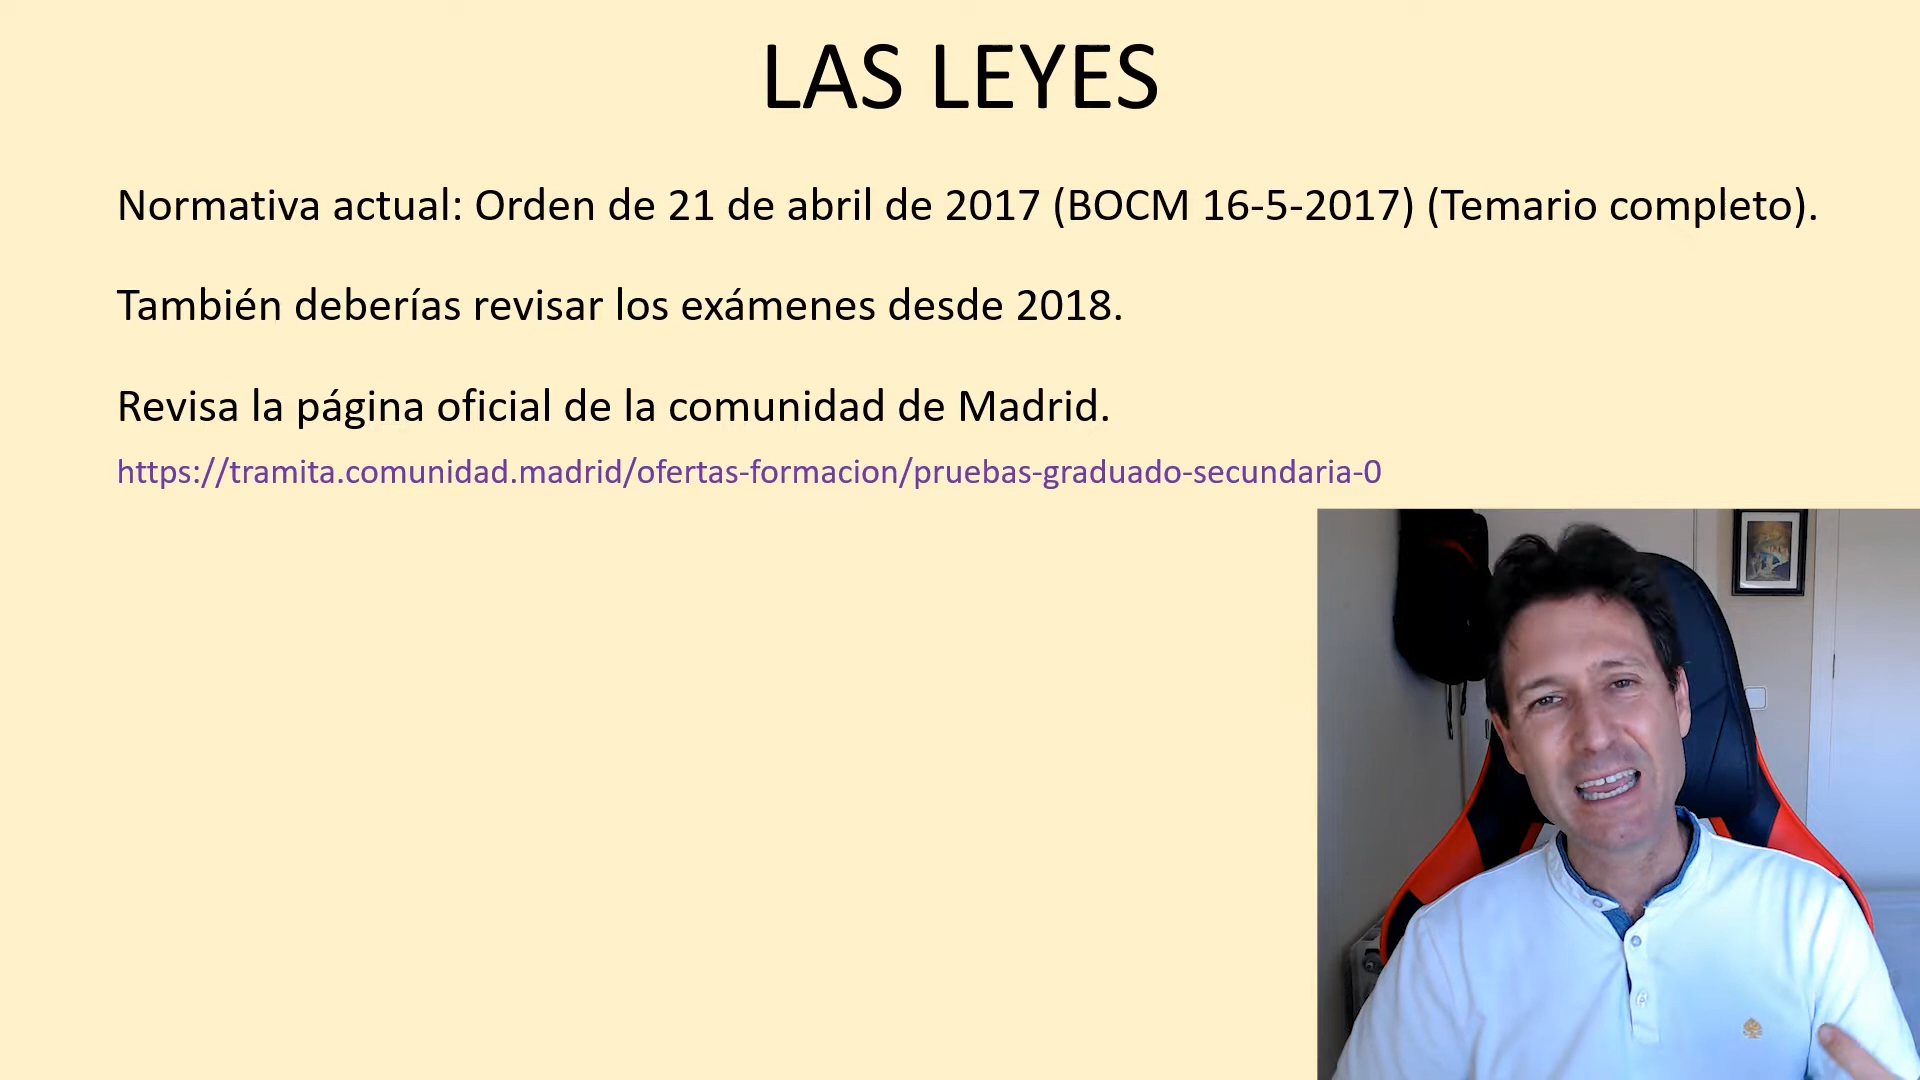 LAS LEYES
Normativa actual: Orden de 21 de abril de 2017 (BOCM 16-5-2017) (Temario completo).
También deberías revisar los exámenes desde 2018.
Revisa la página oficial de la comunidad de Madrid.
https://tramita.comunidad.madrid/ofertas-formacion/pruebas-graduado-secundaria-0